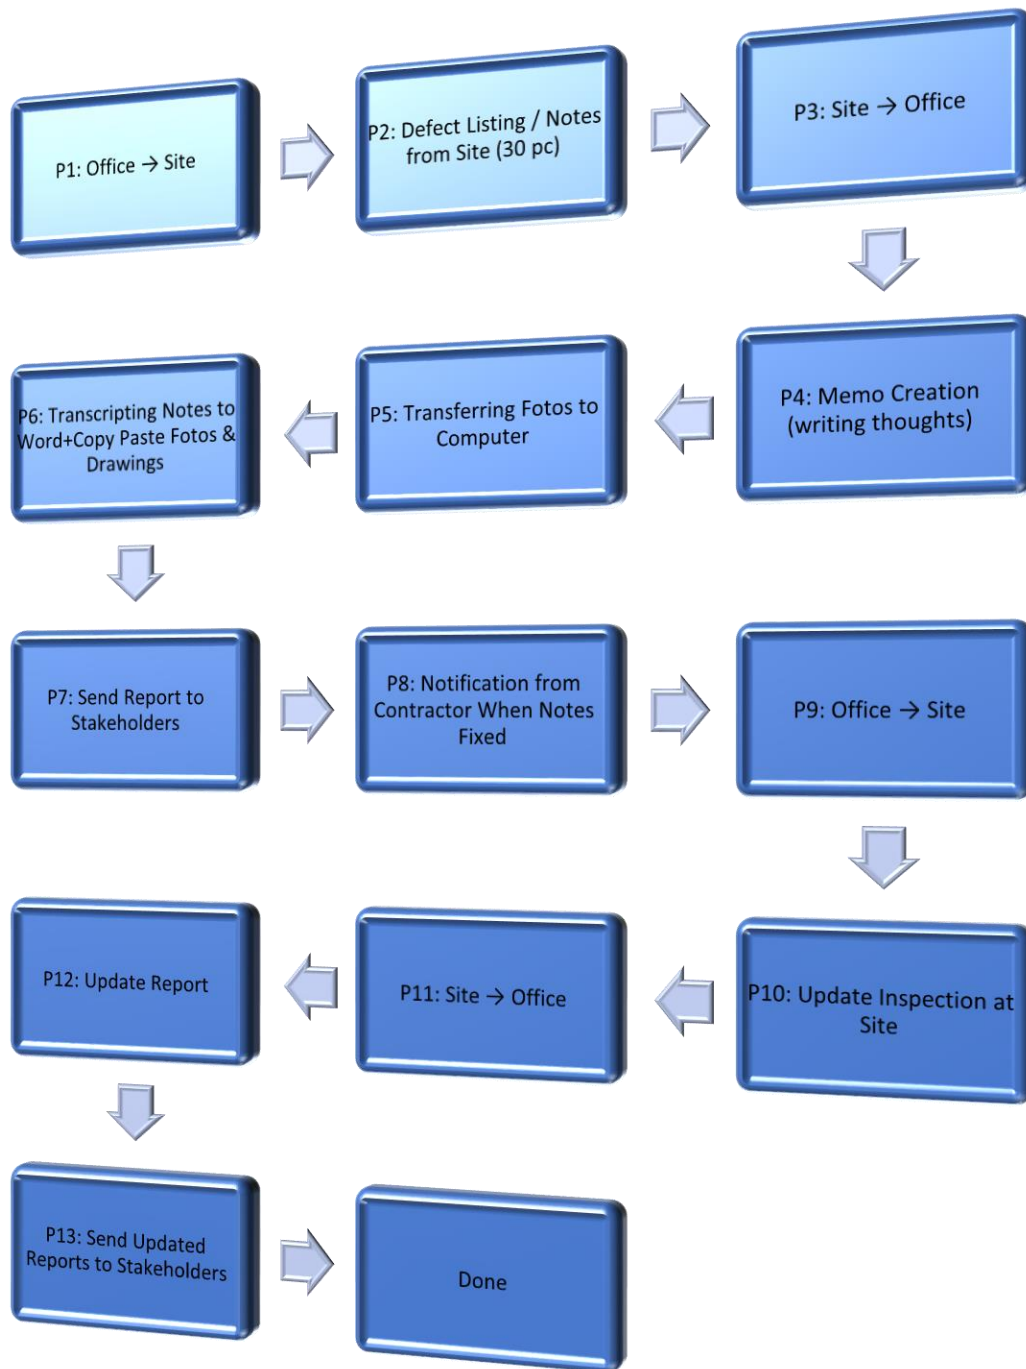 P1: Office → Site
P2: Defect Listing / Notes
from Site (30 pc)
P3: Site → Office
P4: Memo Creation
(writing thoughts)
P5: Transferring Fotos to
Computer
P6: Transcripting Notes to
Word+Copy Paste Fotos &
Drawings
P7: Send Report to
Stakeholders
P8: Notification from
Contractor When Notes
Fixed
P9: Office → Site
P10: Update Inspection at
Site
P11: Site → Office
P12: Update Report
P13: Send Updated
Reports to Stakeholders
Done